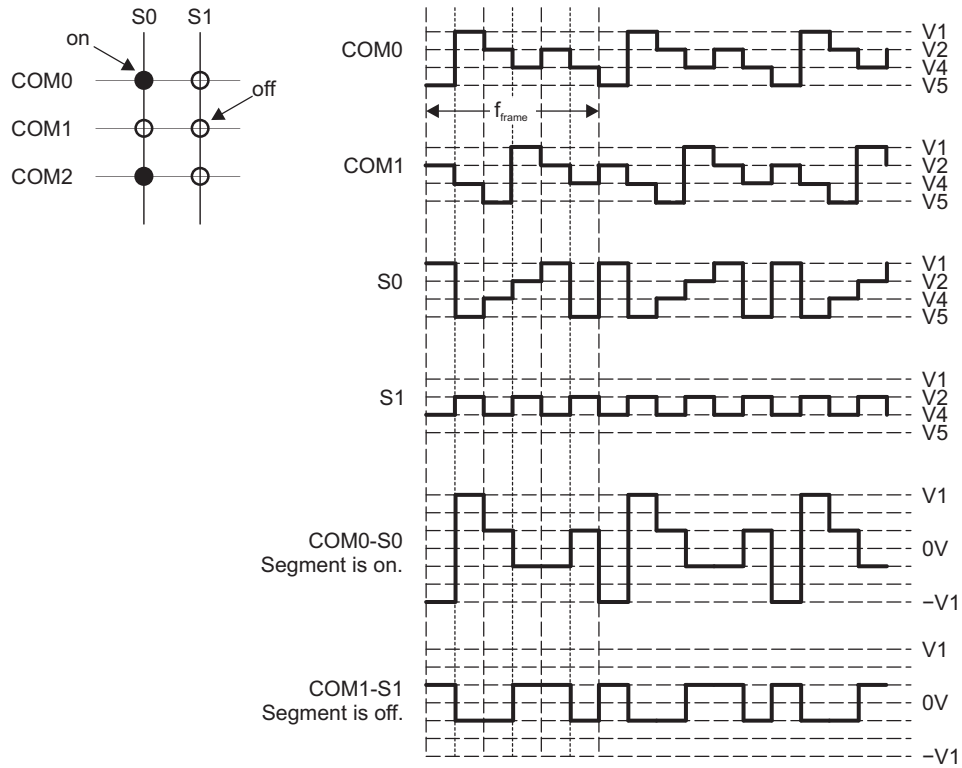 S0 S1
on
COM0
off
COM1
COM2
COM0
V1
V2
V4
V5
fframe
COM1
V1
V2
V4
V5
S0
V1
V2
V4
V5
S1
V1
V2
V4
V5
COM0-S0
Segment is on.
V1
0V
−V1
COM1-S1
Segment is off.
V1
0V
−V1